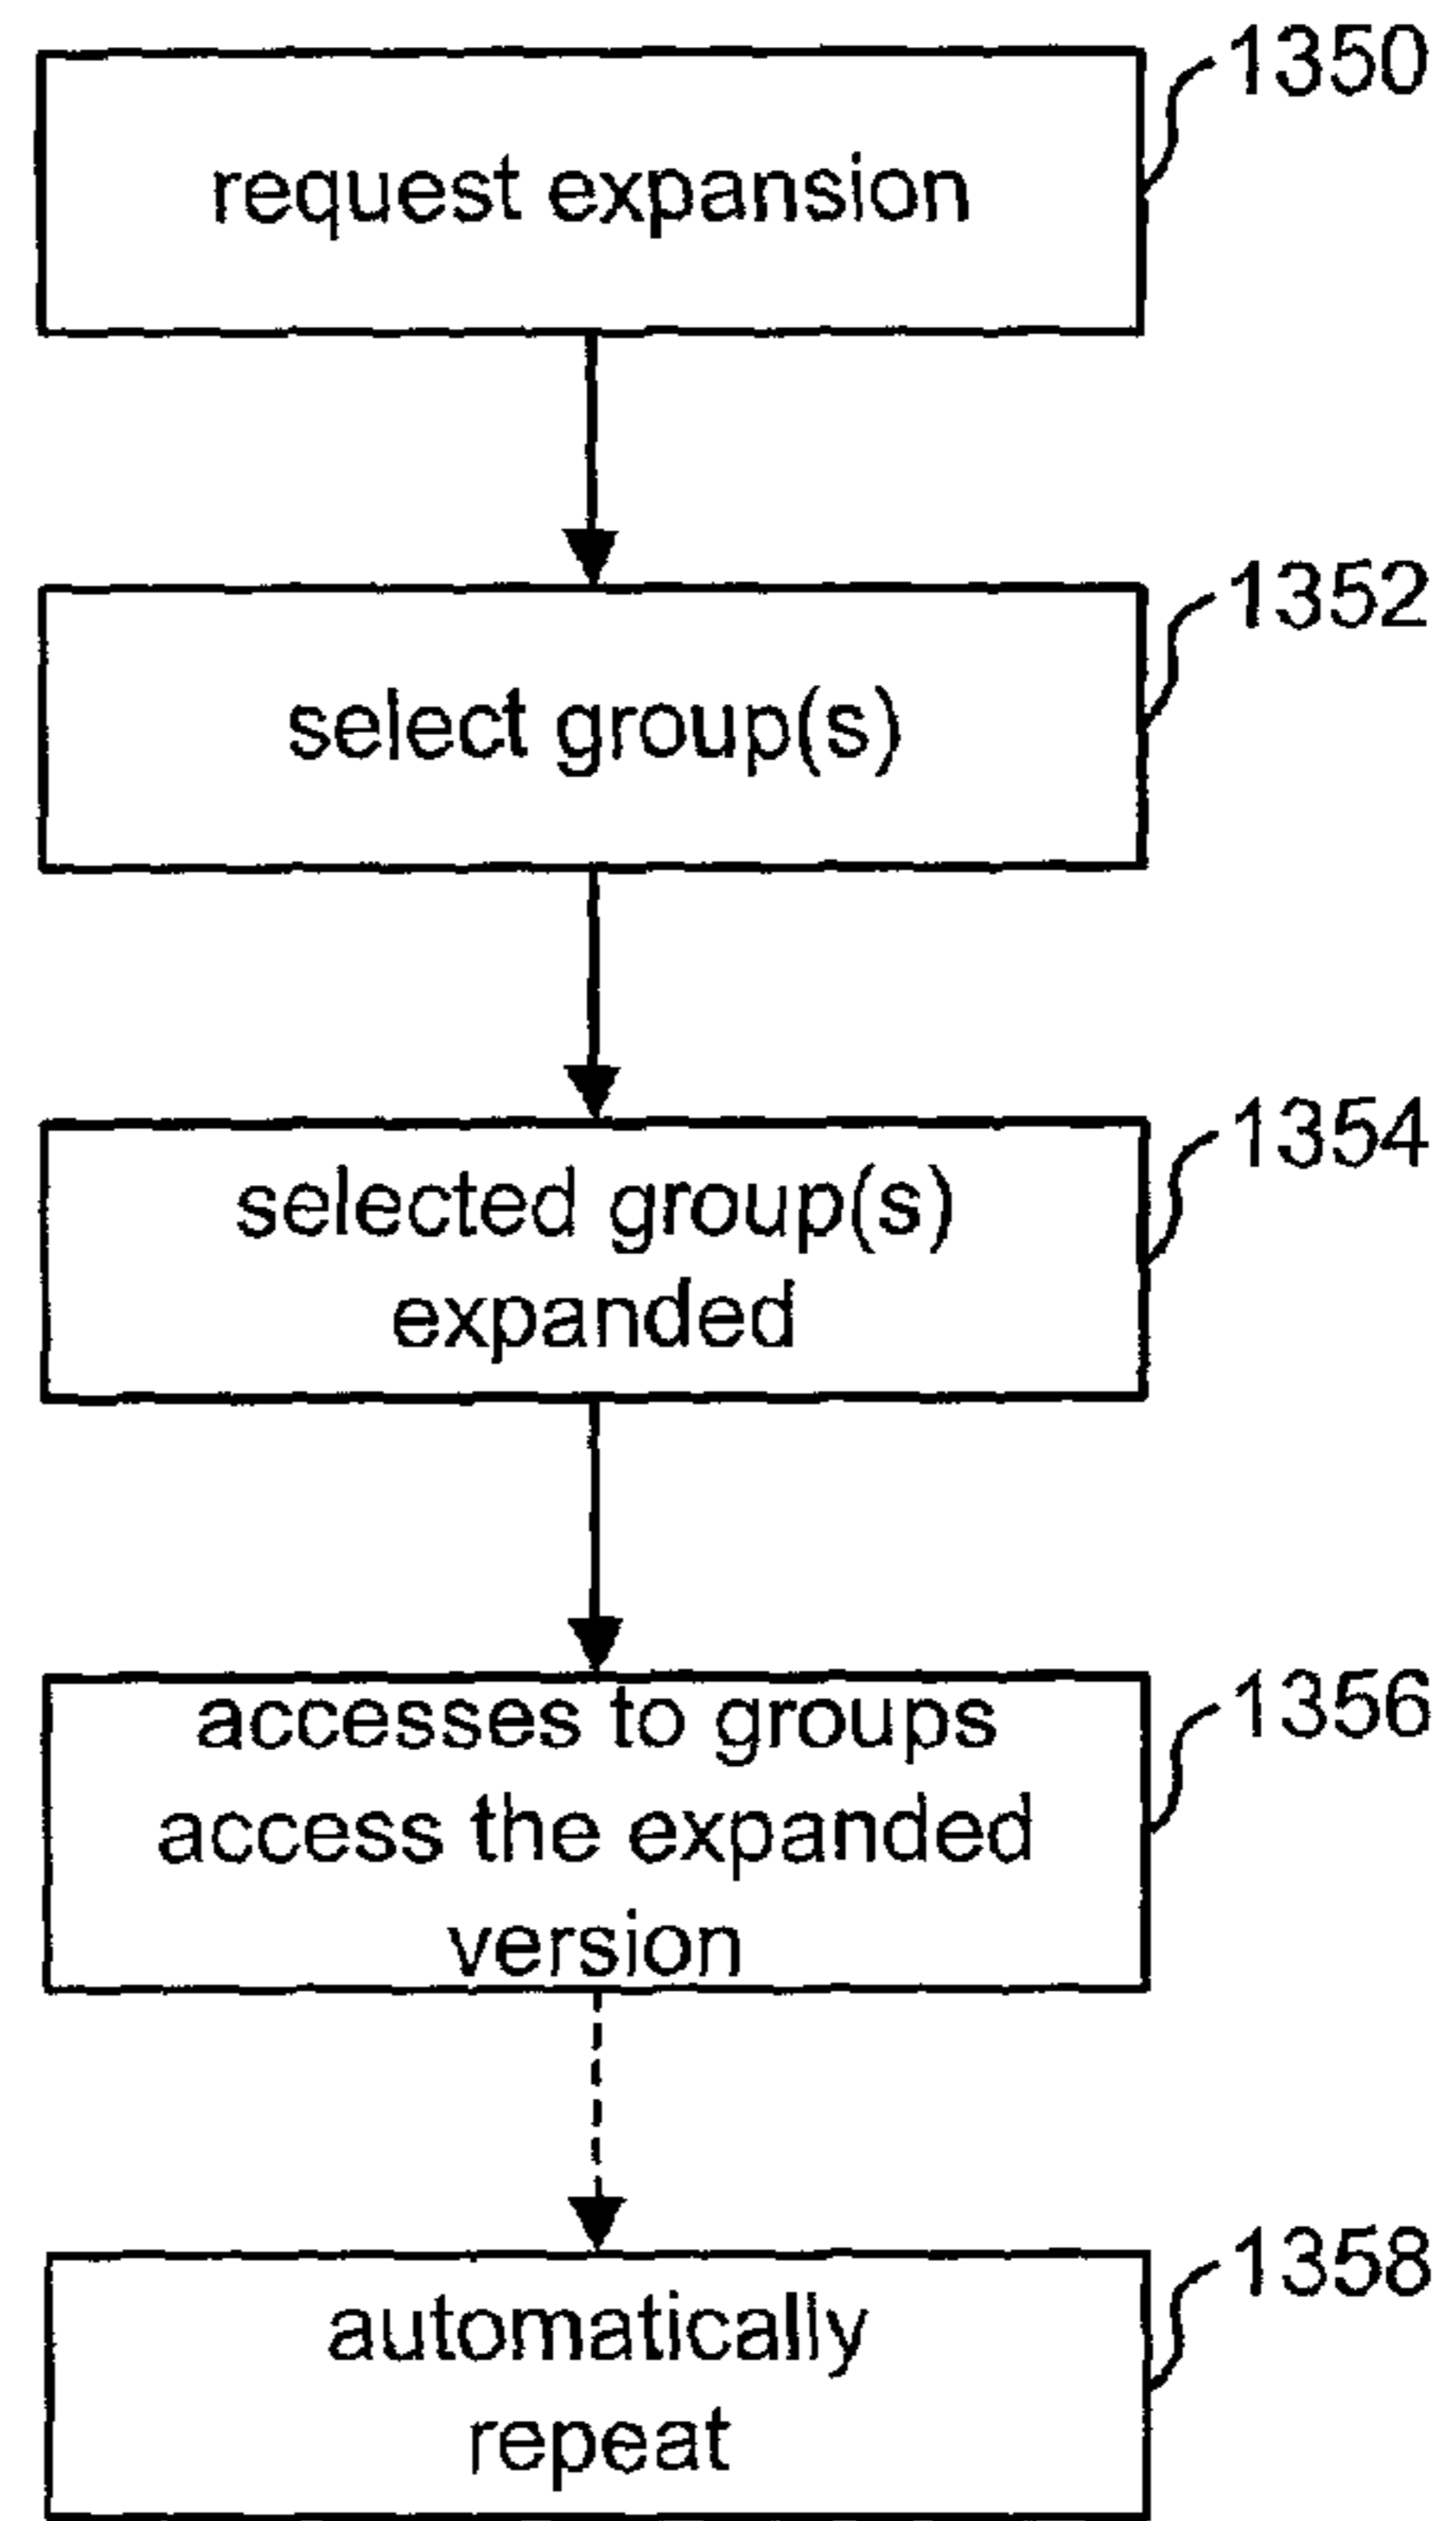 1350
request expansion
1352
select group(s)
1354
selected group(s)
expanded
1356
accesses to groups
access the expanded
version
1358
automatically
repeat